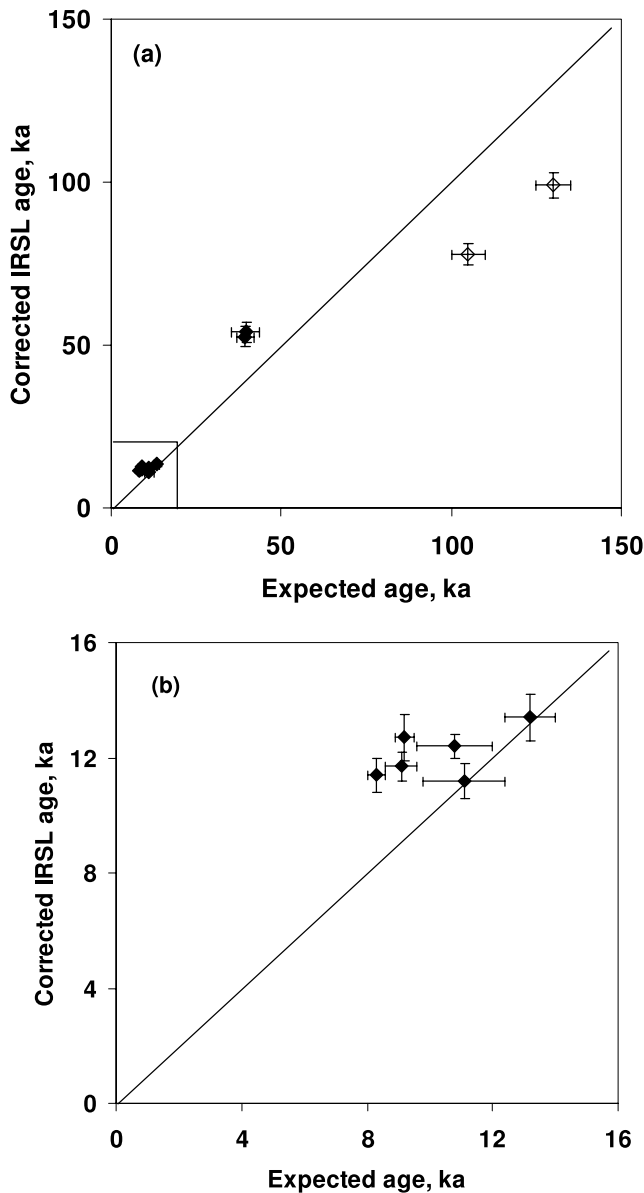 150
(a)
100
50
0
0 50 100 150
Corrected IRSL age, ka
Expected age, ka
16
(b)
12
8
4
0
0 4 8 12 16
Corrected IRSL age, ka
Expected age, ka